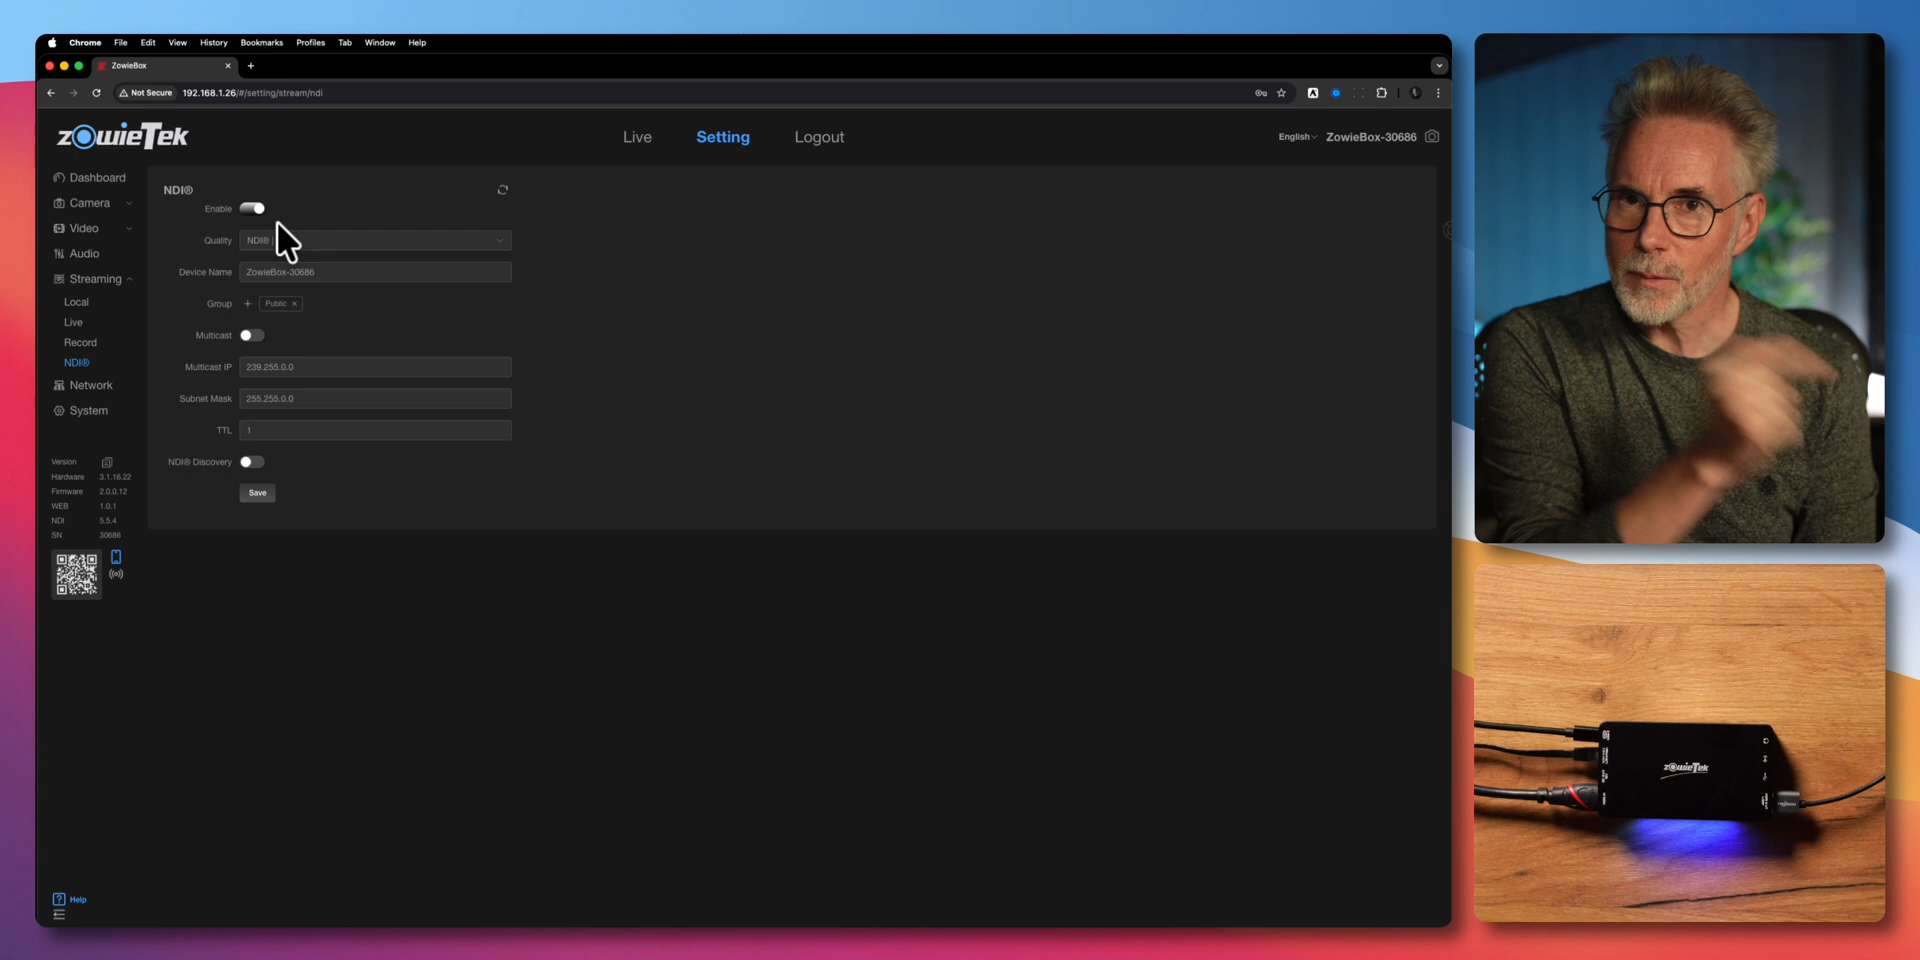 Chrome File Edit View History Bookmarks Profiles Tab Window Help
ZowieBox
Not Secure 192.168.1.26/#/setting/stream/ndi
zowieTek
Live Setting Logout
English ZowieBox-30686
Dashboard
Camera
Video
Audio
Streaming
Local
Live
Record
NDI®
Network
System
NDI®
Enable
Quality NDI® |
Device Name ZowieBox-30686
Group + Public ×
Multicast
Multicast IP 239.255.0.0
Subnet Mask 255.255.0.0
TTL 1
NDI® Discovery
Save
Version
Hardware 3.1.16.22
Firmware 2.0.0.12
WEB 1.0.1
NDI 5.5.4
SN 30686
Help
zowieTek